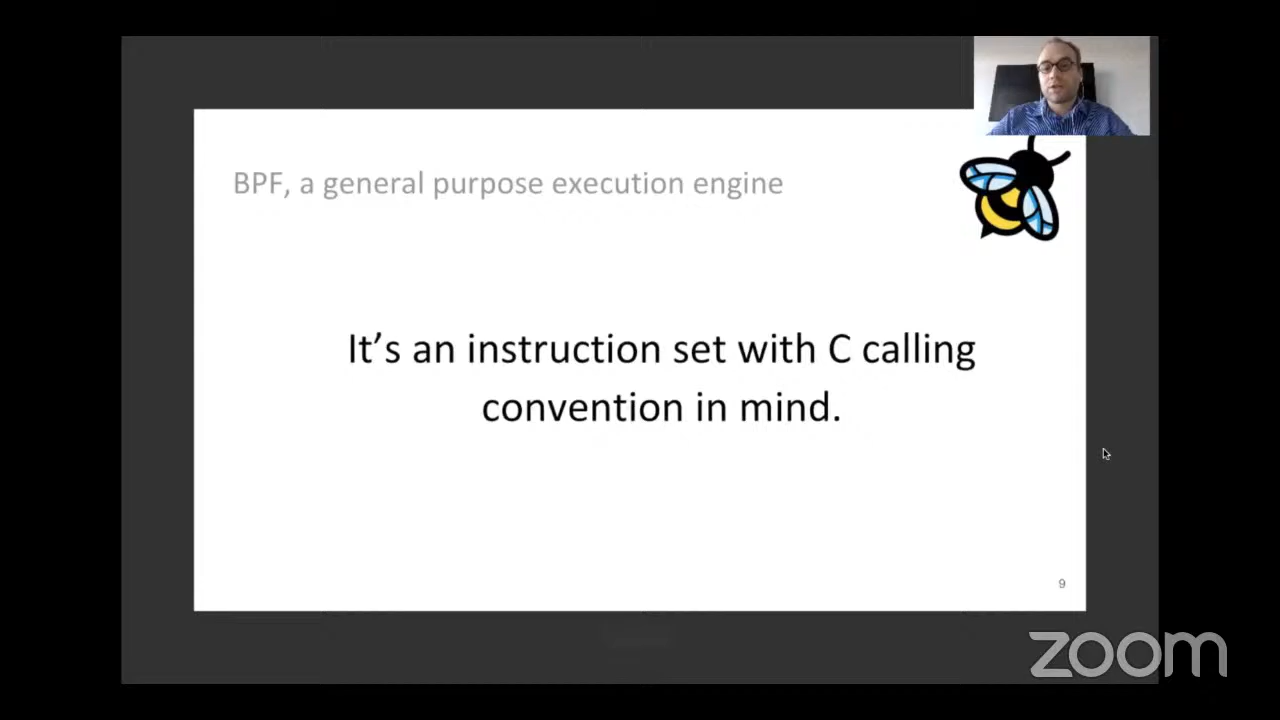 BPF, a general purpose execution engine
It's an instruction set with C calling
convention in mind.
9
zoom